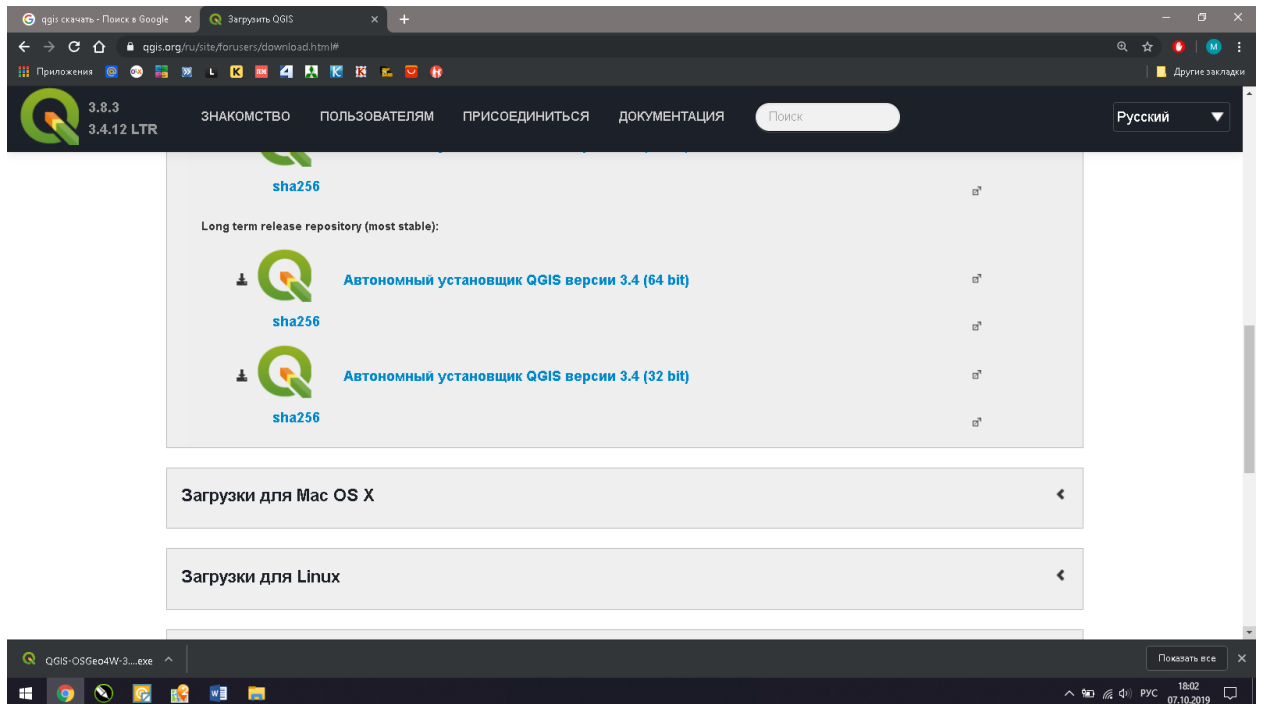 qgis скачать - Поиск в Google
Загрузить QGIS
qgis.org/ru/site/forusers/download.html#
М
Приложения
Другие закладки
3.8.3
3.4.12 LTR
ЗНАКОМСТВО ПОЛЬЗОВАТЕЛЯМ ПРИСОЕДИНИТЬСЯ ДОКУМЕНТАЦИЯ
Поиск
Русский
sha256
Long term release repository (most stable):
Автономный установщик QGIS версии 3.4 (64 bit)
sha256
Автономный установщик QGIS версии 3.4 (32 bit)
sha256
Загрузки для Mac OS X
Загрузки для Linux
QGIS-OSGeo4W-3....exe
Показать все
РУС
18:02
07.10.2019